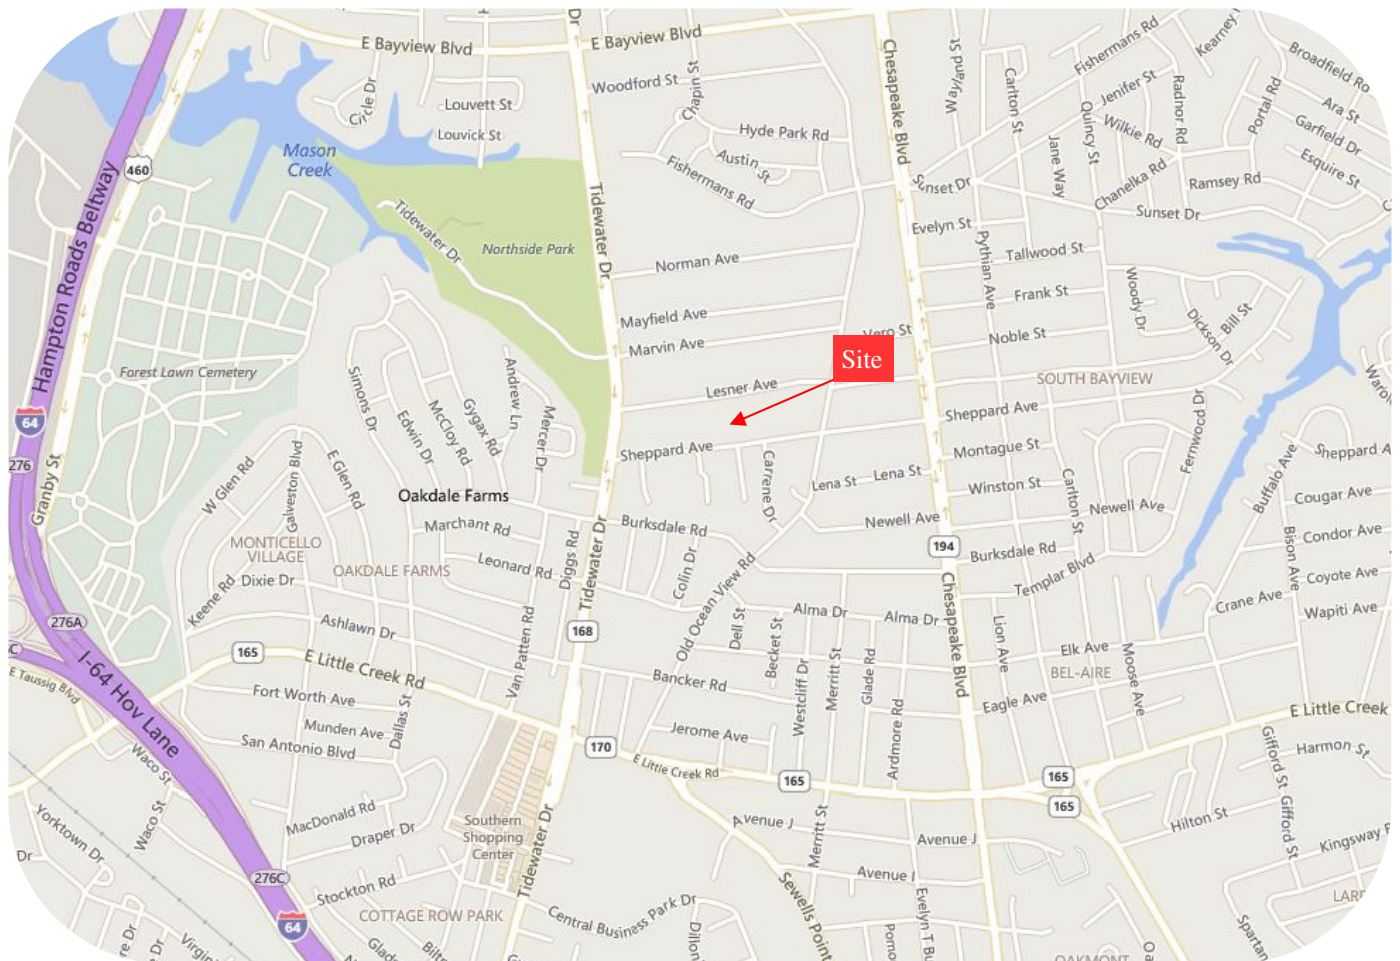 E Bayview Blvd
Dr
E Bayview Blvd
Woodford St
Chapin St
Circle Dr
Louvett St
Louvick St
Mason
Creek
460
Hampton Roads Beltway
Hyde Park Rd
Austin St
Fishermans Rd
Chesapeake Blvd
Wayland St
Carlton St
Fishermans Rd
Kearney
Broadfield Ro
Jenifer St
Radnor Rd
Portal Rd
Ara St
Garfield Dr
Quincy St
Wilkie Rd
Esquire St
Jane Way
Chanelka Rd
Ramsey Rd
Sunset Dr
Sunset Dr
Evelyn St
Pythian Ave
Tallwood St
Tidewater Dr
Tidewater Dr
Northside Park
Norman Ave
Frank St
Woody Dr
Dickson Dr
Bill St
Mayfield Ave
Marvin Ave
Vero St
Noble St
Site
Lesner Ave
SOUTH BAYVIEW
Forest Lawn Cemetery
Simons Dr
Edwin Dr
McCloy Rd
Gygax Rd
Andrew Ln
Mercer Dr
Sheppard Ave
Sheppard Ave
Fernwood Dr
64
276
Granby St
W Glen Rd
Galveston Blvd
E Glen Rd
Oakdale Farms
Carrene Dr
Lena St
Lena St
Montague St
Winston St
Carlton St
Buffalo Ave
Sheppard A
Cougar Ave
Condor Ave
Bison Ave
Coyote Ave
Wapiti Ave
Crane Ave
Marchant Rd
Burksdale Rd
Newell Ave
Newell Ave
MONTICELLO
VILLAGE
OAKDALE FARMS
Leonard Rd
Diggs Rd
Tidewater Dr
Colin Dr
Old Ocean View Rd
194
Burksdale Rd
Templar Blvd
Keene Rd
Dixie Dr
276A
Ashlawn Dr
Van Patten Rd
168
Dell St
Becket St
Alma Dr
Alma Dr
Chesapeake Blvd
Lion Ave
Elk Ave
BEL-AIRE
Moose Ave
165
E Little Creek Rd
E Taussig Blvd
I-64 Hov Lane
Fort Worth Ave
Munden Ave
Dallas St
San Antonio Blvd
Bancker Rd
Westcliff Dr
Merritt St
Glade Rd
Ardmore Rd
Eagle Ave
E Little Creek
Jerome Ave
170
E Little Creek Rd
165
165
165
Gifford St
Gifford St
Harmon St
Waco St
Waco St
MacDonald Rd
Draper Dr
Southern
Shopping
Center
Tidewater Dr
Avenue J
Merritt St
Avenue J
Hilton St
Kingsway
Yorktown Dr
Dr
276C
Stockton Rd
64
COTTAGE ROW PARK
Central Business Park Dr
Sewells Point
Avenue I
Evelyn T Bu
Spartan
Virgin
Dr
Dillon
Pomo
OAKMONT